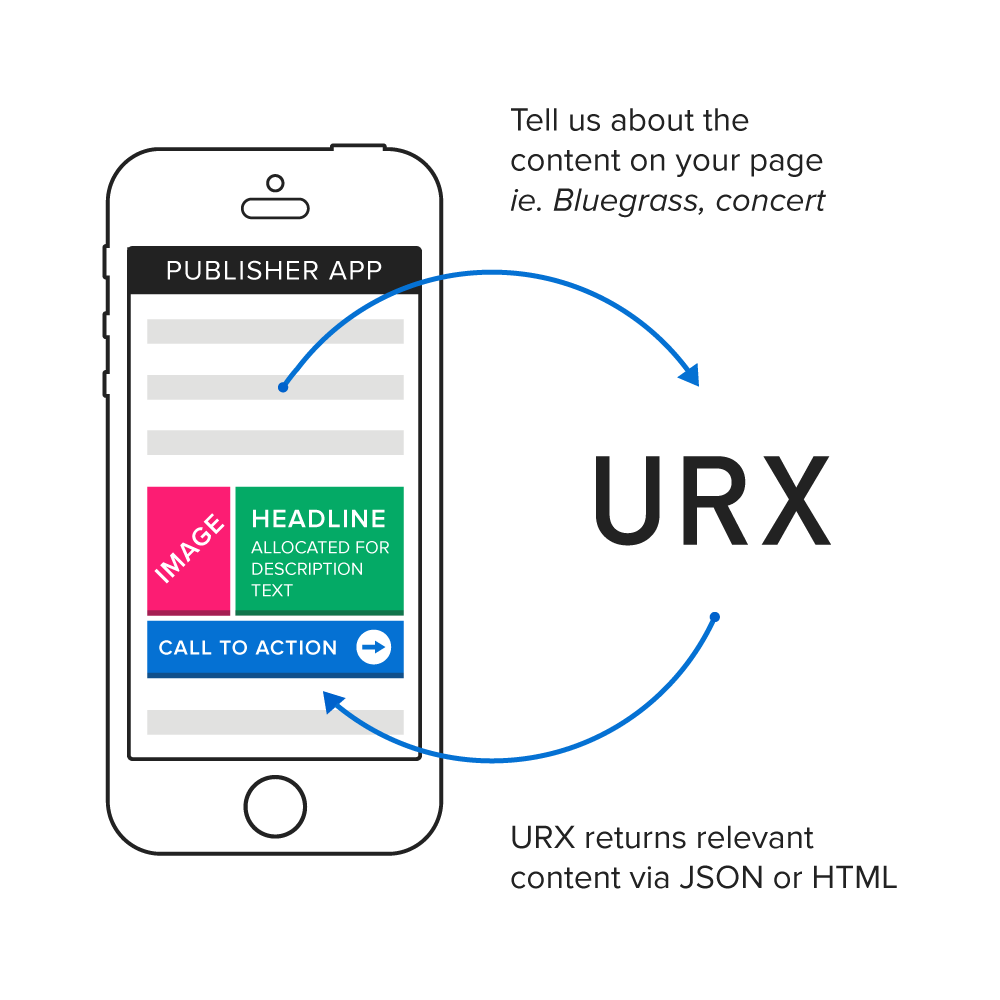 Tell us about the
content on your page
ie. Bluegrass, concert
PUBLISHER APP
URX
IMAGE
HEADLINE
ALLOCATED FOR
DESCRIPTION
TEXT
CALL TO ACTION
URX returns relevant
content via JSON or HTML